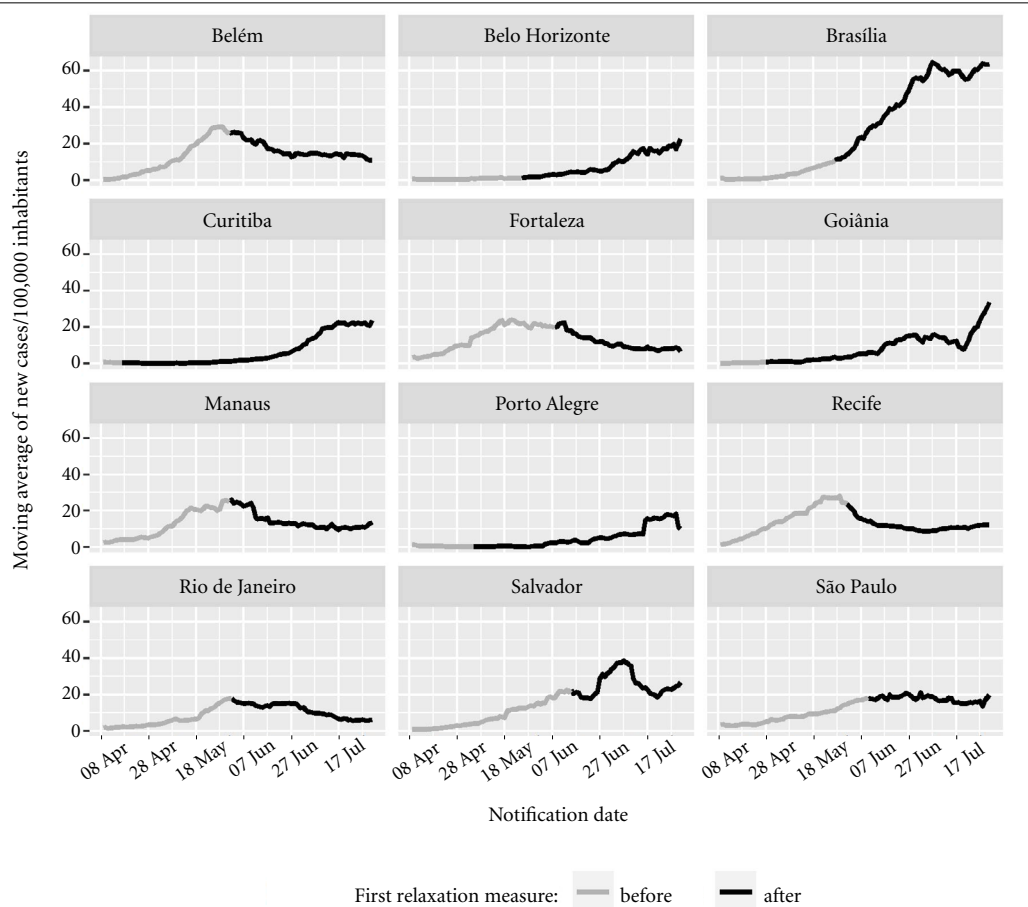 Moving average of new cases/100,000 inhabitants
Belém
Belo Horizonte
Brasília
60
40
20
0
Curitiba
Fortaleza
Goiânia
60
40
20
0
Manaus
Porto Alegre
Recife
60
40
20
0
Rio de Janeiro
Salvador
São Paulo
60
40
20
0
08 Apr
28 Apr
18 May
07 Jun
27 Jun
17 Jul
08 Apr
28 Apr
18 May
07 Jun
27 Jun
17 Jul
08 Apr
28 Apr
18 May
07 Jun
27 Jun
17 Jul
Notification date
First relaxation measure: before after